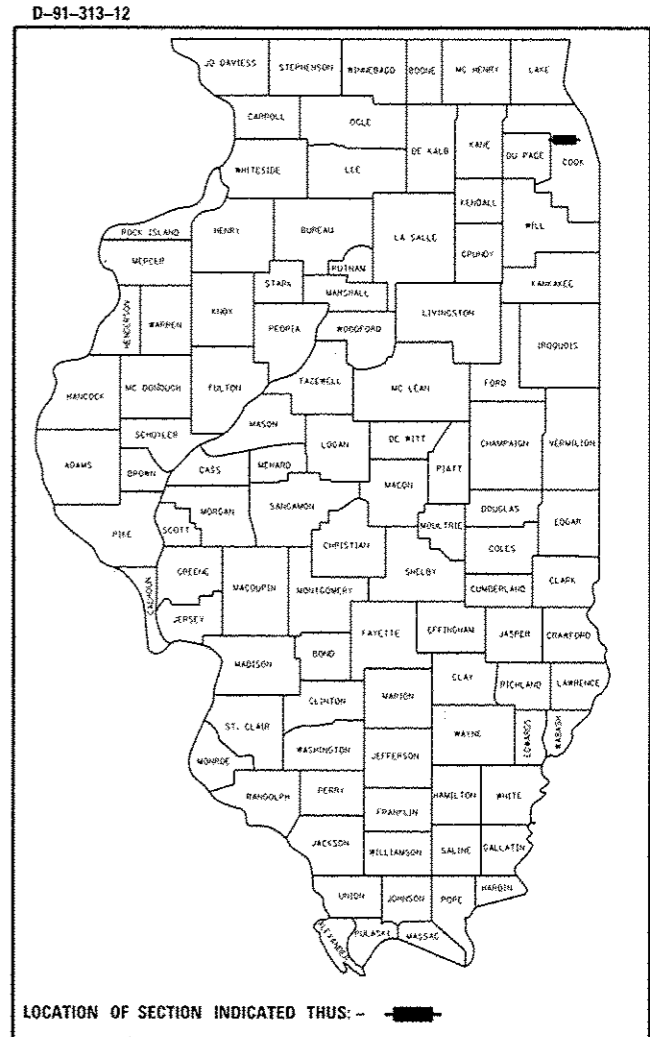 D-91-313-12
JO DAVIESS STEPHENSON WINNEBAGO BOONE MC HENRY LAKE
CARROLL OGLE DE KALB KANE DU PAGE COOK
WHITESIDE LEE
KENDALL WILL
ROCK ISLAND HENRY BUREAU LA SALLE GRUNDY
MERCER PUTNAM KANKAKEE
STARK MARSHALL LIVINGSTON
HENDERSON WARREN KNOX PEORIA WOODFORD IROQUOIS
HANCOCK MC DONOUGH FULTON TAZEWELL MC LEAN FORD
MASON
SCHUYLER LOGAN DE WITT CHAMPAIGN VERMILION
ADAMS BROWN CASS MENARD PIATT
MACON
MORGAN SANGAMON DOUGLAS EDGAR
PIKE SCOTT CHRISTIAN MOULTRIE COLES
GREENE MACOUPIN MONTGOMERY SHELBY CUMBERLAND CLARK
CALHOUN JERSEY
FAYETTE EFFINGHAM JASPER CRAWFORD
MADISON BOND
CLAY RICHLAND LAWRENCE
CLINTON MARION
ST. CLAIR WAYNE EDWARDS WABASH
MONROE WASHINGTON JEFFERSON
RANDOLPH PERRY HAMILTON WHITE
FRANKLIN
JACKSON WILLIAMSON SALINE GALLATIN
UNION JOHNSON POPE HARDIN
ALEXANDER PULASKI MASSAC
LOCATION OF SECTION INDICATED THUS: -